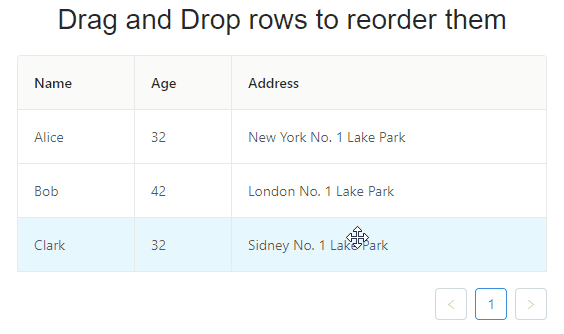 Drag and Drop rows to reorder them
Name Age Address
Alice 32 New York No. 1 Lake Park
Bob 42 London No. 1 Lake Park
Clark 32 Sidney No. 1 Lake Park
< 1 >